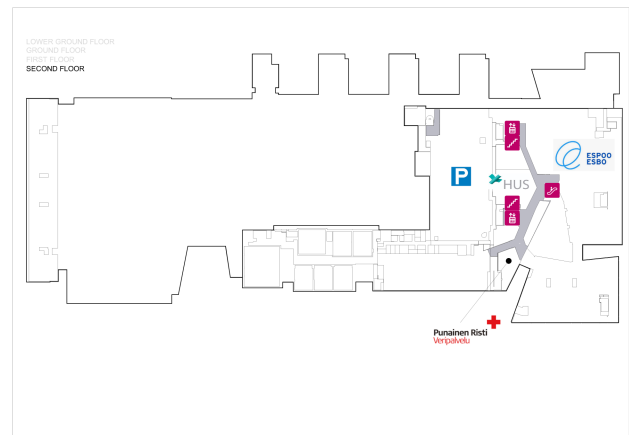 LOWER GROUND FLOOR
GROUND FLOOR
FIRST FLOOR
SECOND FLOOR
ESPOO
ESBO
P
HUS
Punainen Risti
Veripalvelu